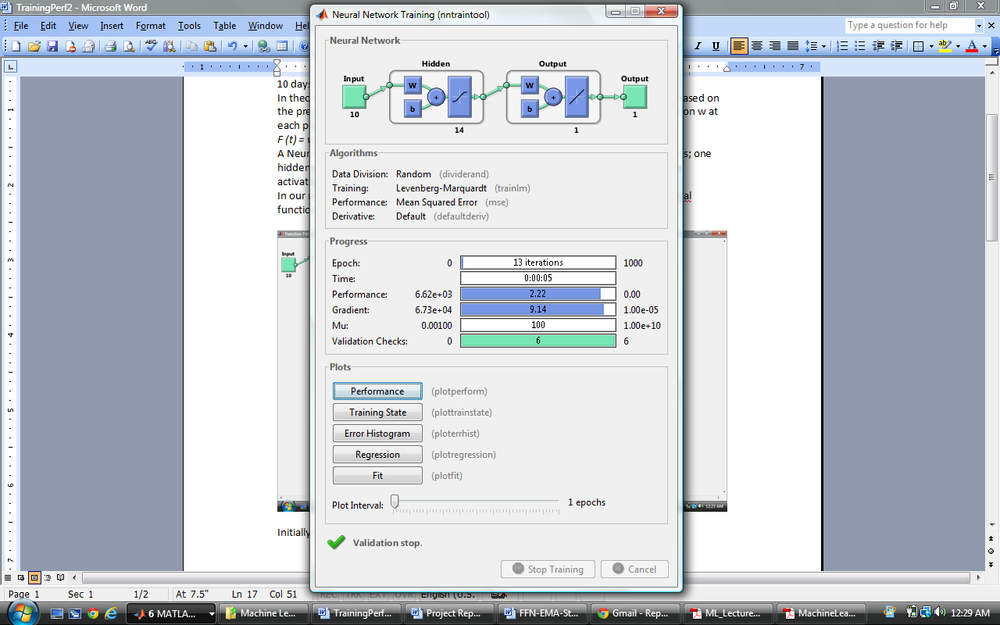 TrainingPerf2 - Microsoft Word
File Edit View Insert Format Tools Table Window
Type a question for help
10 days
In theo
ased on
the pre
on w at
each p
F (t) =
A Neur
s; one
hidden
activat
In our
al
functio
Input
10
12:23 AM
Initially
Neural Network Training (nntraintool)
Neural Network
Hidden
Output
Input
Output
W
W
b
b
+
+
10
14
1
1
Algorithms
Data Division: Random (dividerand)
Training: Levenberg-Marquardt (trainlm)
Performance: Mean Squared Error (mse)
Derivative: Default (defaultderiv)
Progress
Epoch: 0 13 iterations 1000
Time: 0:00:05
Performance: 6.62e+03 2.22 0.00
Gradient: 6.73e+04 9.14 1.00e-05
Mu: 0.00100 100 1.00e+10
Validation Checks: 0 6 6
Plots
Performance (plotperform)
Training State (plottrainstate)
Error Histogram (ploterrhist)
Regression (plotregression)
Fit (plotfit)
Plot Interval: 1 epochs
Validation stop.
Stop Training Cancel
Page 1 Sec 1 1/2 At 7.5" Ln 17 Col 51 REC TRK EXT OVR English (U.S.
6 MATLA... Machine Le... TrainingPerf... Project Rep... FFN-EMA-St... Gmail - Rep... ML_Lecture... MachineLea... 12:29 AM